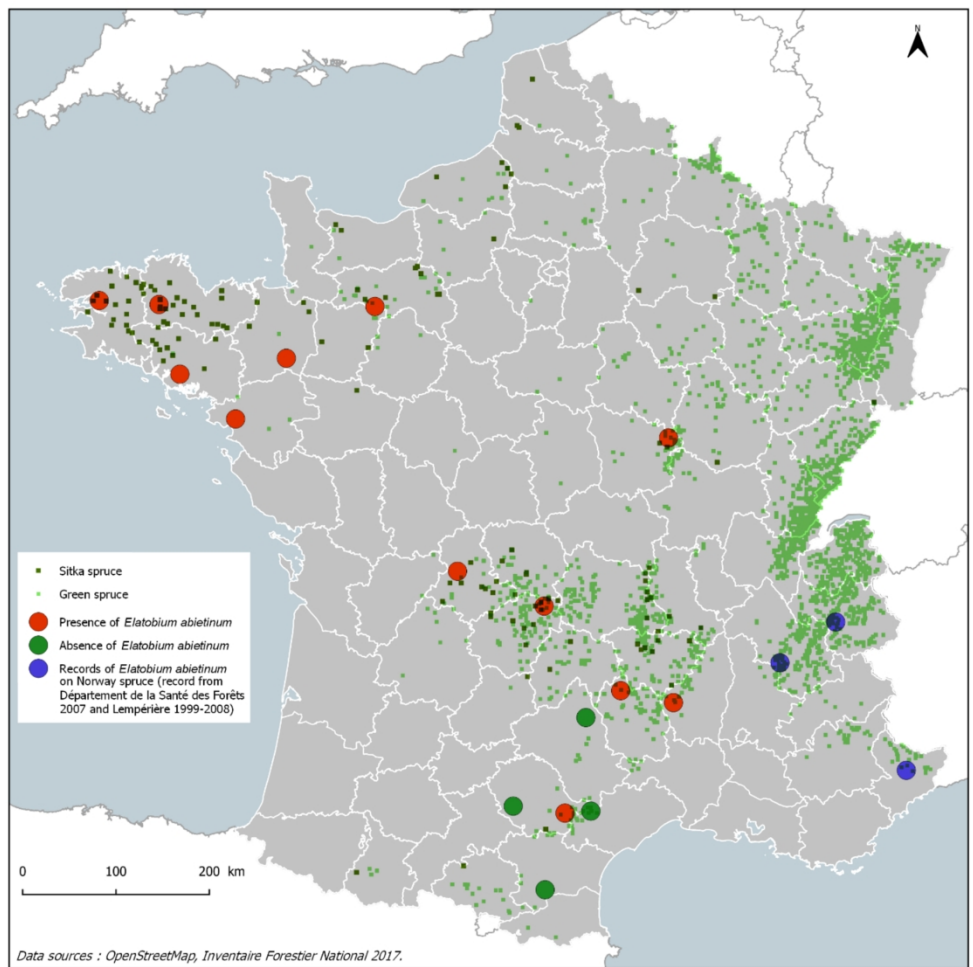 N
Sitka spruce
Green spruce
Presence of Elatobium abietinum
Absence of Elatobium abietinum
Records of Elatobium abietinum
on Norway spruce (record from
Département de la Santé des Forêts
2007 and Lempérière 1999-2008)
0 100 200 km
Data sources : OpenStreetMap, Inventaire Forestier National 2017.